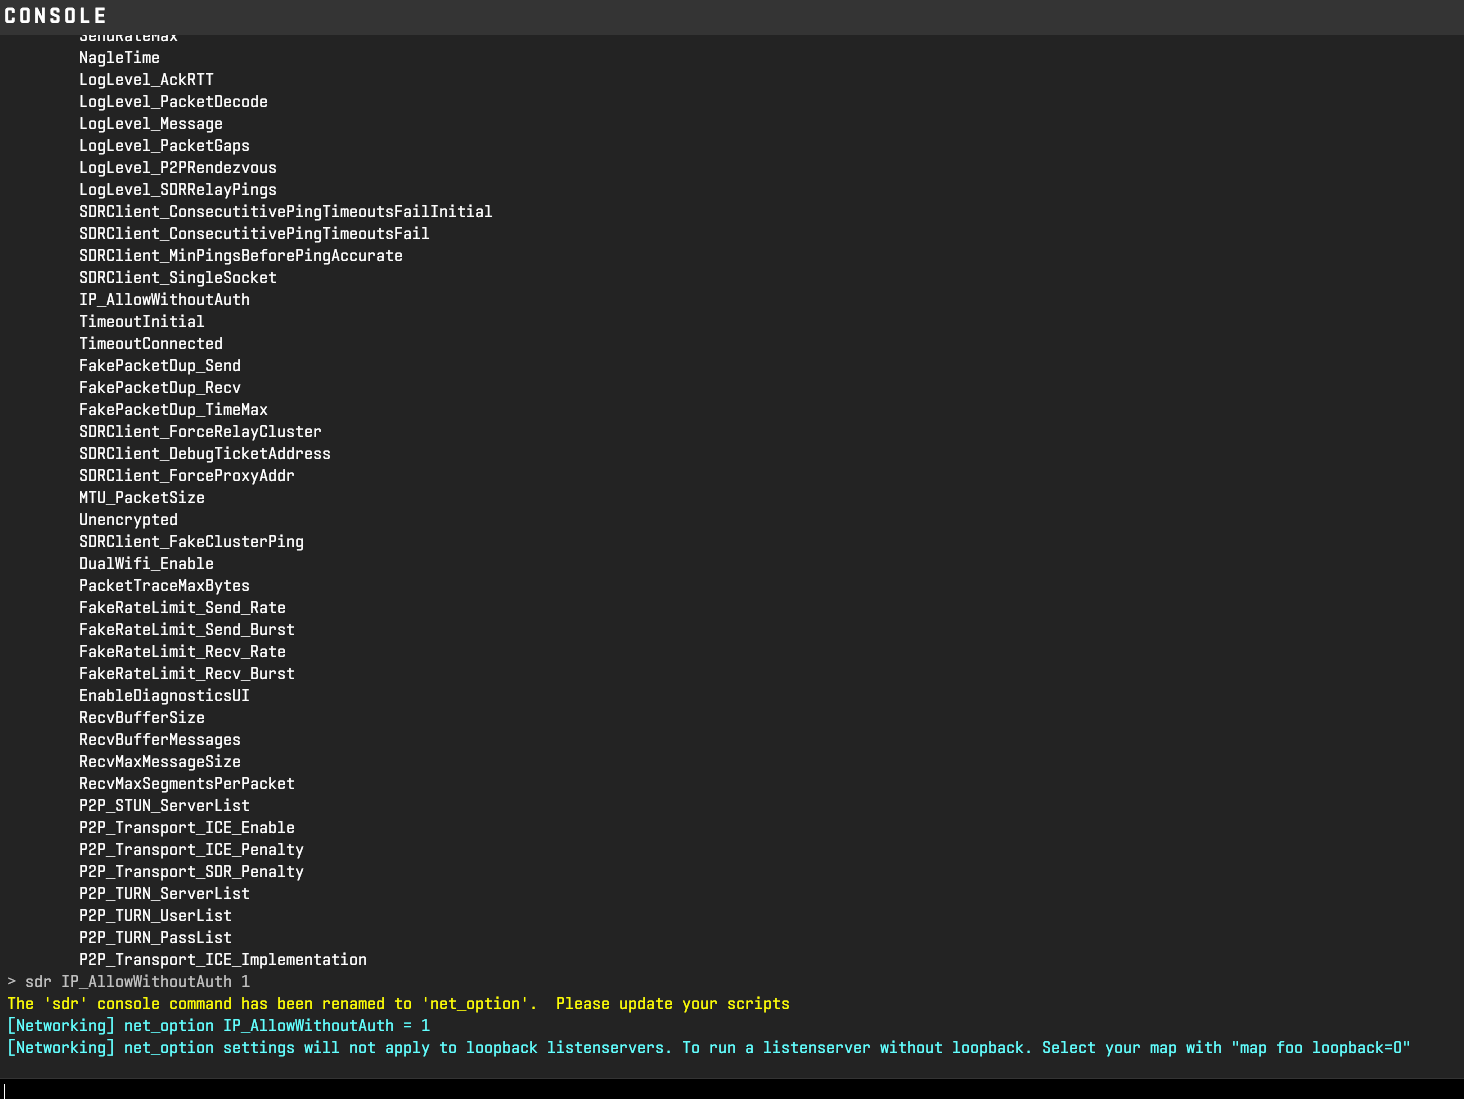 CONSOLE
SendRateMax
NagleTime
LogLevel_AckRTT
LogLevel_PacketDecode
LogLevel_Message
LogLevel_PacketGaps
LogLevel_P2PRendezvous
LogLevel_SDRRelayPings
SDRClient_ConsecutitivePingTimeoutsFailInitial
SDRClient_ConsecutitivePingTimeoutsFail
SDRClient_MinPingsBeforePingAccurate
SDRClient_SingleSocket
IP_AllowWithoutAuth
TimeoutInitial
TimeoutConnected
FakePacketDup_Send
FakePacketDup_Recv
FakePacketDup_TimeMax
SDRClient_ForceRelayCluster
SDRClient_DebugTicketAddress
SDRClient_ForceProxyAddr
MTU_PacketSize
Unencrypted
SDRClient_FakeClusterPing
DualWifi_Enable
PacketTraceMaxBytes
FakeRateLimit_Send_Rate
FakeRateLimit_Send_Burst
FakeRateLimit_Recv_Rate
FakeRateLimit_Recv_Burst
EnableDiagnosticsUI
RecvBufferSize
RecvBufferMessages
RecvMaxMessageSize
RecvMaxSegmentsPerPacket
P2P_STUN_ServerList
P2P_Transport_ICE_Enable
P2P_Transport_ICE_Penalty
P2P_Transport_SDR_Penalty
P2P_TURN_ServerList
P2P_TURN_UserList
P2P_TURN_PassList
P2P_Transport_ICE_Implementation
> sdr IP_AllowWithoutAuth 1
The 'sdr' console command has been renamed to 'net_option'.  Please update your scripts
[Networking] net_option IP_AllowWithoutAuth = 1
[Networking] net_option settings will not apply to loopback listenservers. To run a listenserver without loopback. Select your map with "map foo loopback=0"